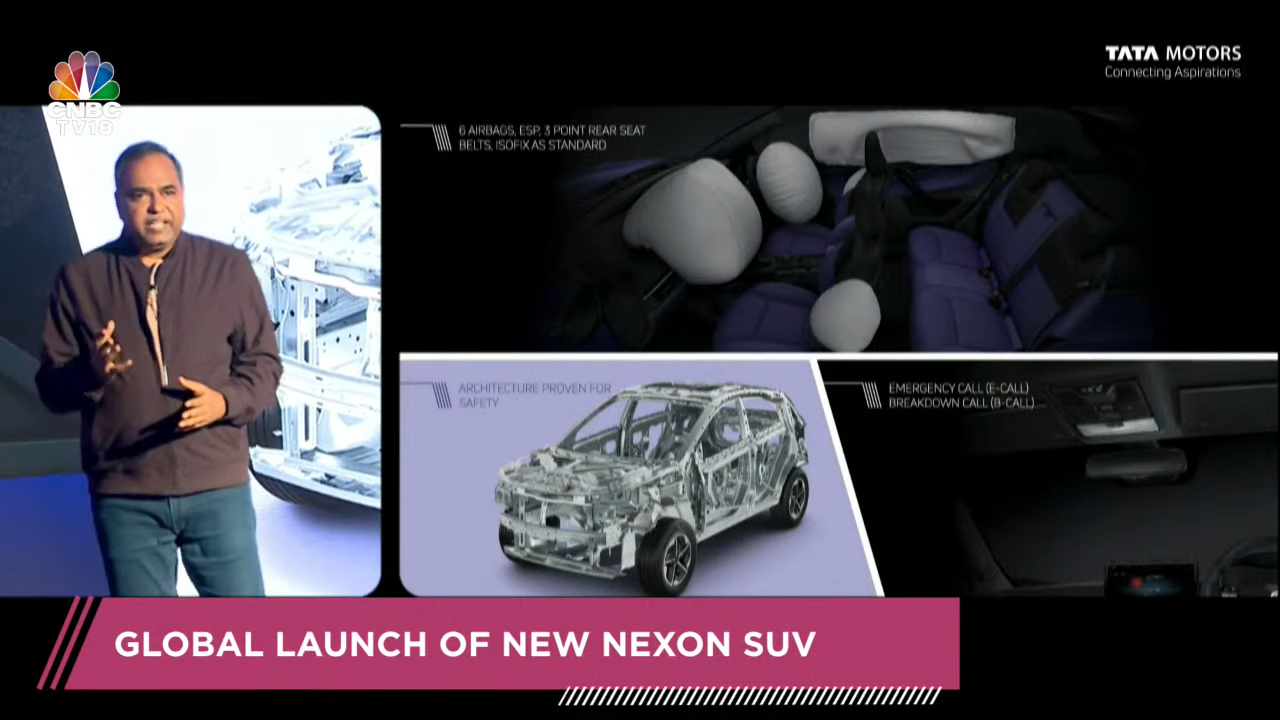 CNBC
TV18
TATA MOTORS
Connecting Aspirations
6 AIRBAGS, ESP, 3 POINT REAR SEAT
BELTS, ISOFIX AS STANDARD
ARCHITECTURE PROVEN FOR
SAFETY
EMERGENCY CALL (E-CALL)
BREAKDOWN CALL (B-CALL)
GLOBAL LAUNCH OF NEW NEXON SUV